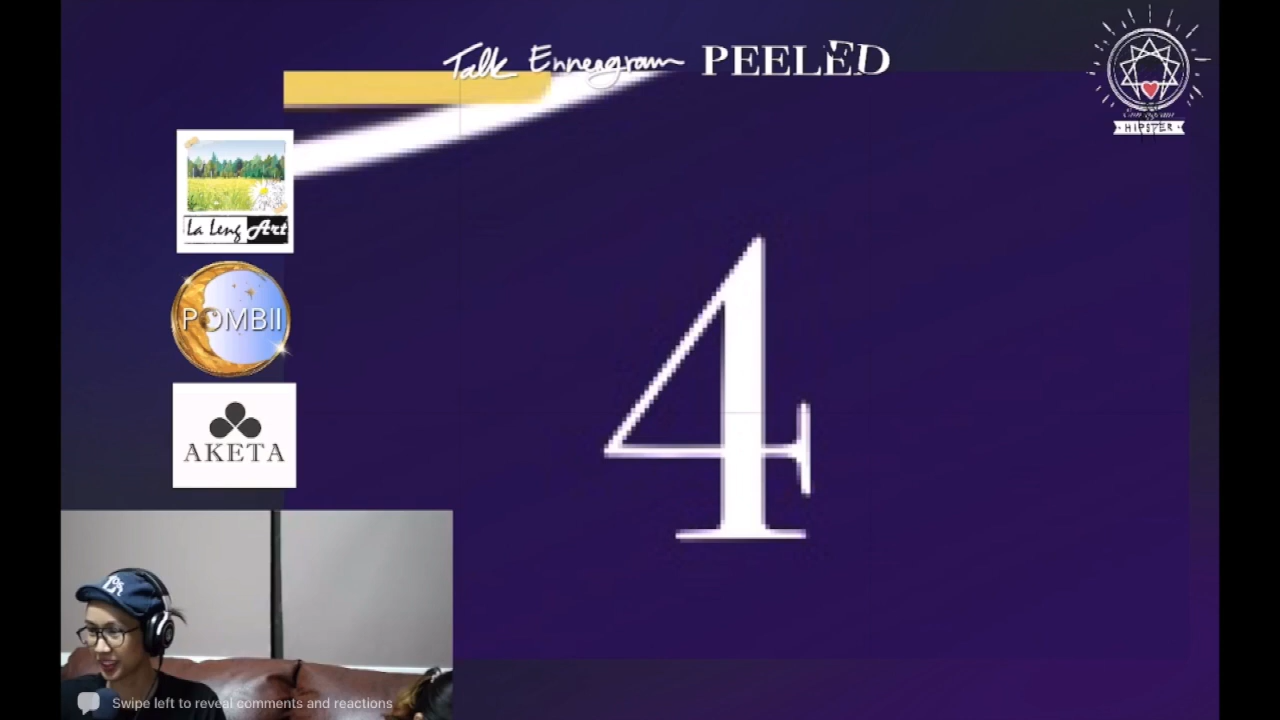 Talk Enneagram PEELED
HIPSTER
La Leng Art
POMBII
4
AKETA
Swipe left to reveal comments and reactions